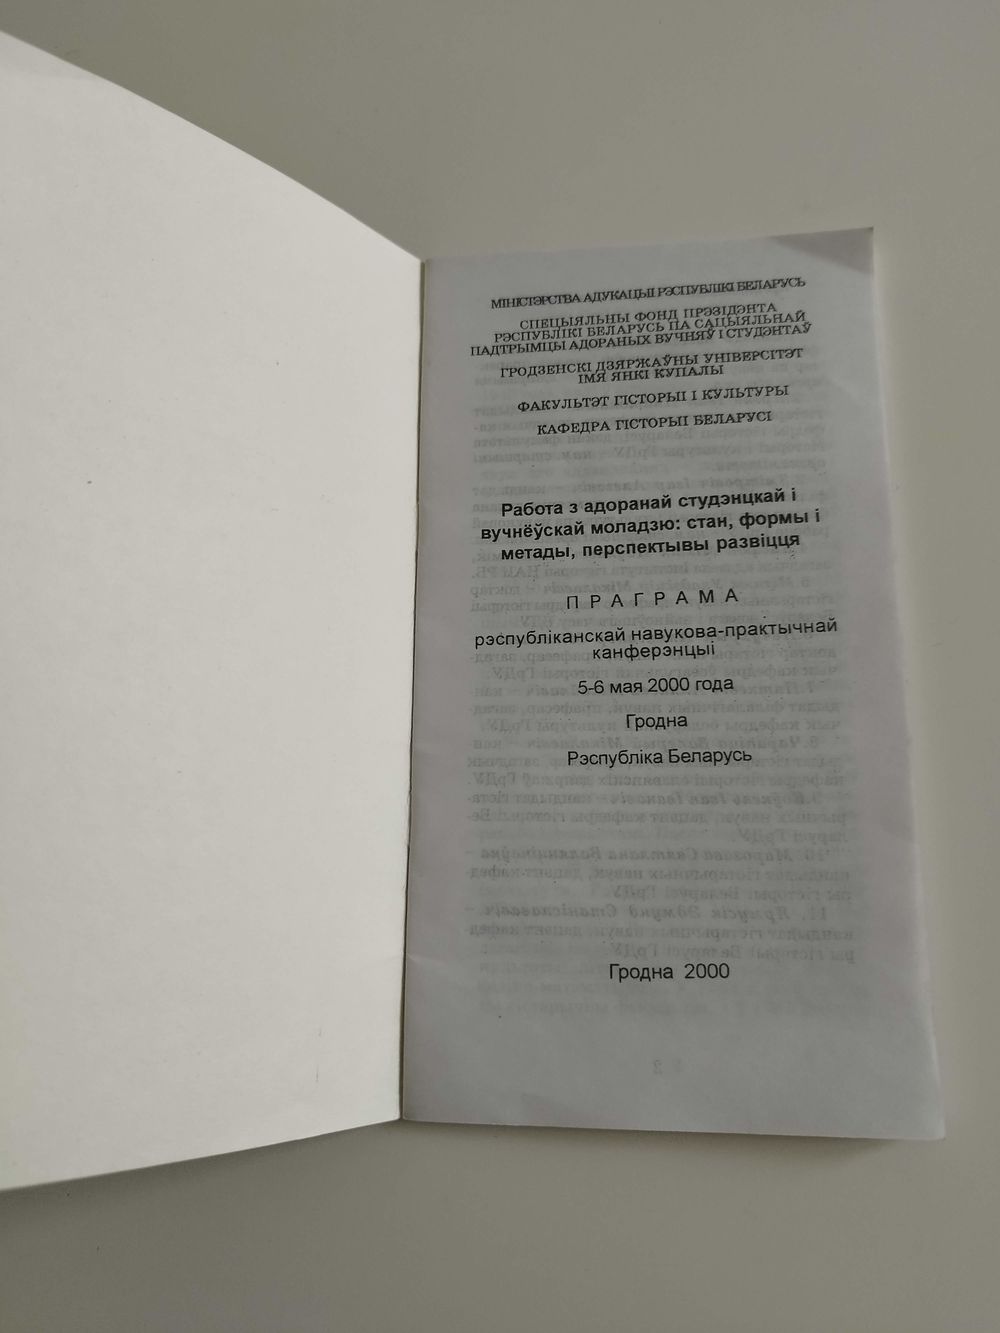 МІНІСТЭРСТВА АДУКАЦЫІ РЭСПУБЛІКІ БЕЛАРУСЬ
СПЕЦЫЯЛЬНЫ ФОНД ПРЭЗІДЭНТА
РЭСПУБЛІКІ БЕЛАРУСЬ ПА САЦЫЯЛЬНАЙ
ПАДТРЫМЦЫ АДОРАНЫХ ВУЧНЯЎ І СТУДЭНТАЎ
ГРОДЗЕНСКІ ДЗЯРЖАЎНЫ УНІВЕРСІТЭТ
ІМЯ ЯНКІ КУПАЛЫ
ФАКУЛЬТЭТ ГІСТОРЫІ І КУЛЬТУРЫ
КАФЕДРА ГІСТОРЫІ БЕЛАРУСІ
Работа з адоранай студэнцкай і
вучнёўскай моладзю: стан, формы і
метады, перспектывы развіцця
П Р А Г Р А М А
рэспубліканскай навукова-практычнай
канферэнцыі
5-6 мая 2000 года
Гродна
Рэспубліка Беларусь
Гродна 2000